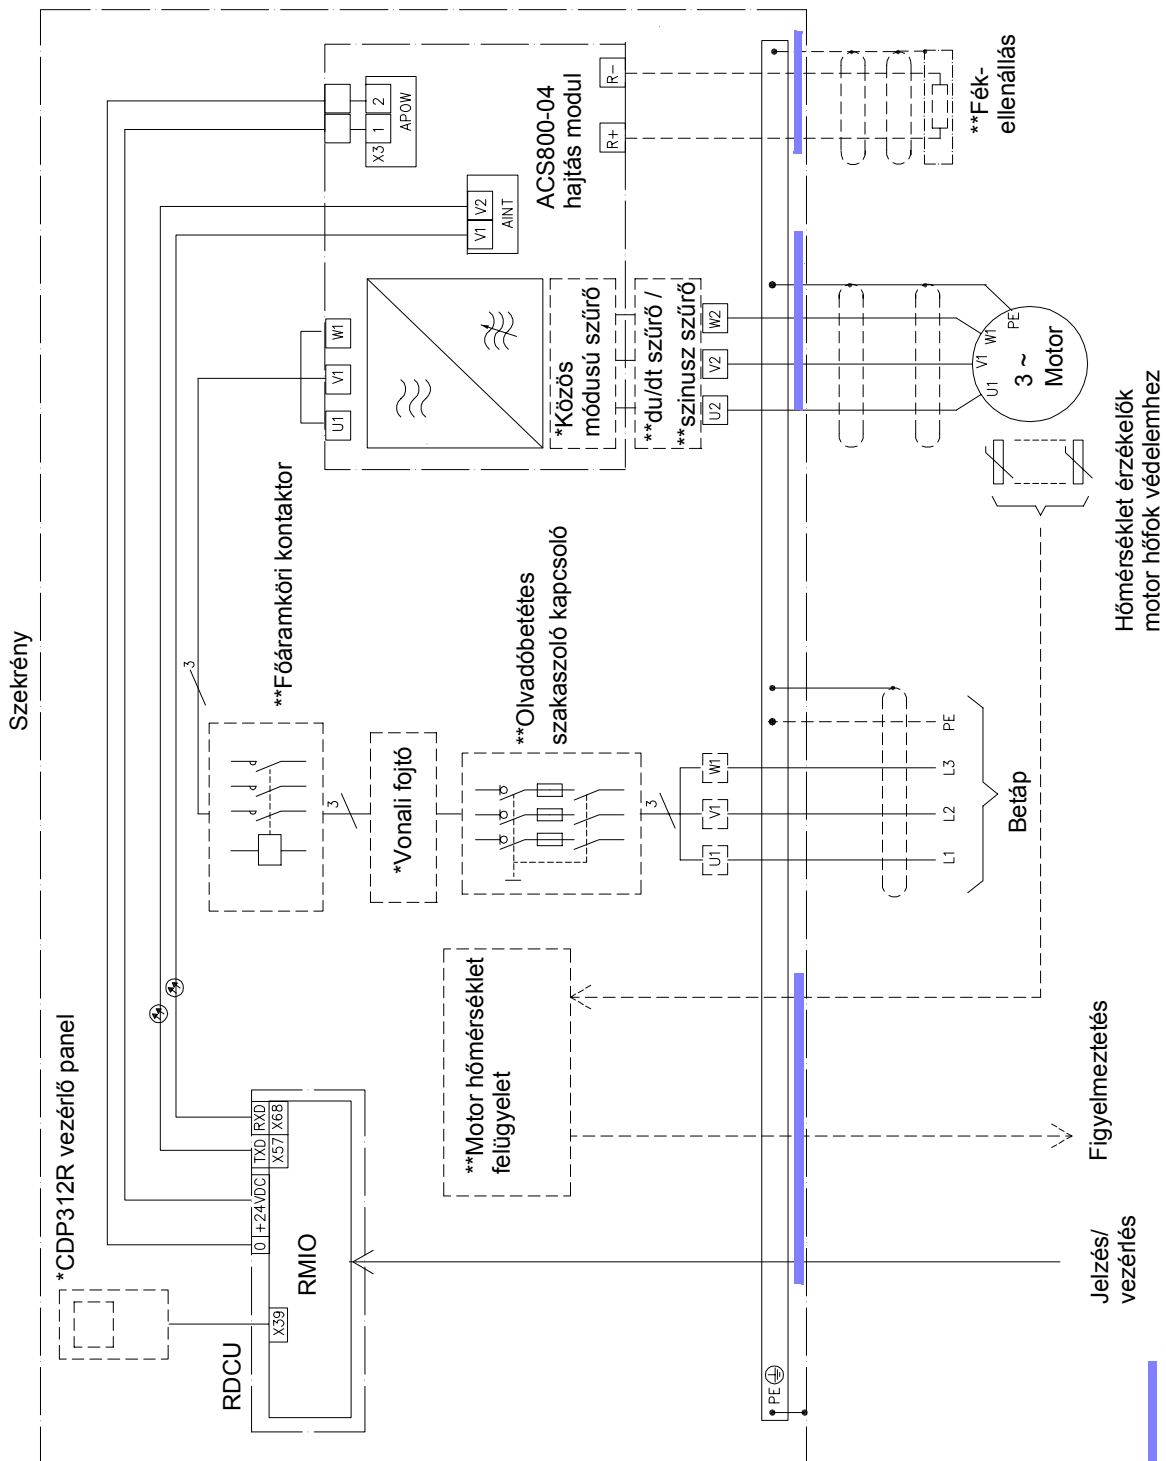 Szekrény
*CDP312R vezérlő panel
RDCU
X39
RMIO
0
+24VDC
TXD
RXD
X57
X68
**Főáramköri kontaktor
3
3
*Vonali fojtó
**Olvadóbetétes
szakaszoló kapcsoló
3
U1
V1
W1
L1
L2
L3
PE
Betáp
**Motor hőmérséklet
felügyelet
U1
V1
W1
X3
1
2
APOW
V1
V2
AINT
ACS800-04
hajtás modul
R+
R-
*Közös
módusú szűrő
**du/dt szűrő /
**szinusz szűrő
U2
V2
W2
**Fék-
ellenállás
U1
V1
W1
PE
3 ~
Motor
Hőmérséklet érzékelők
motor hőfok védelemhez
PE
Jelzés/
vezérlés
Figyelmeztetés